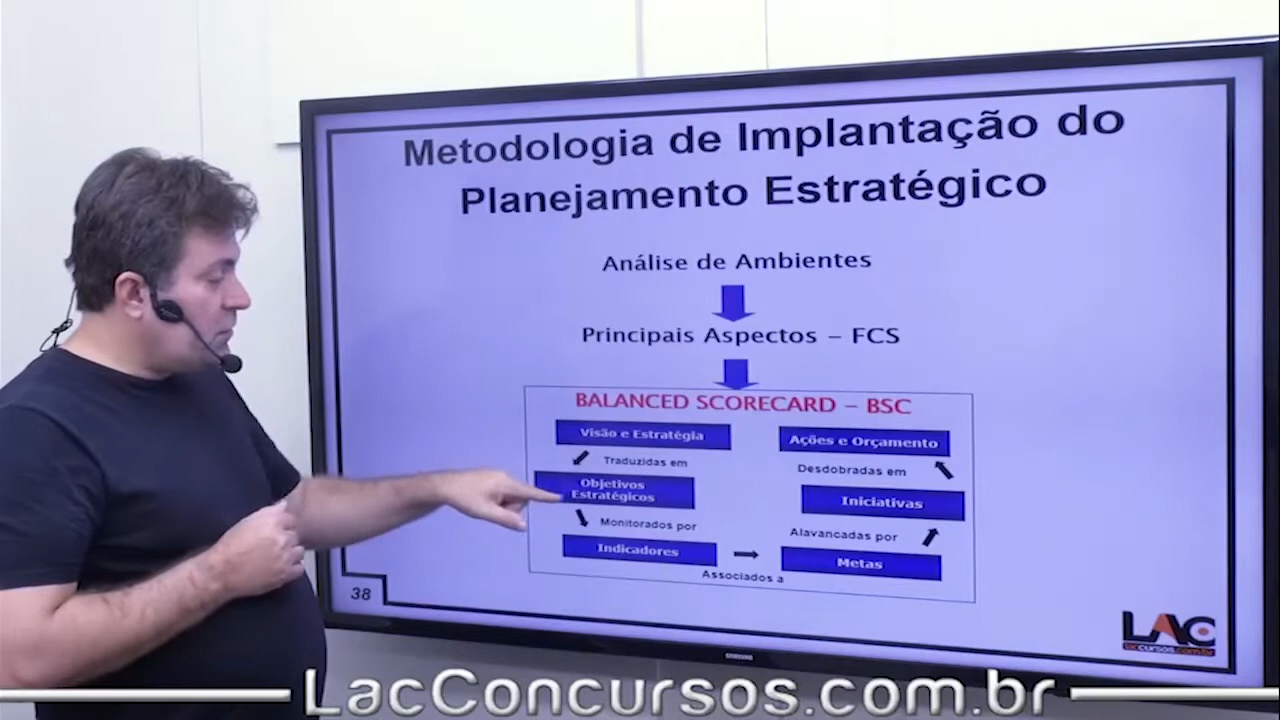 Metodologia de Implantação do
Planejamento Estratégico
Análise de Ambientes
Principais Aspectos – FCS
BALANCED SCORECARD – BSC
Visão e Estratégia
Traduzidas em
Objetivos
Estratégicos
Monitorados por
Indicadores
Associados a
Metas
Alavancadas por
Iniciativas
Desdobradas em
Ações e Orçamento
38
LAC
laccursos.com.br
SAMSUNG
LacConcursos.com.br